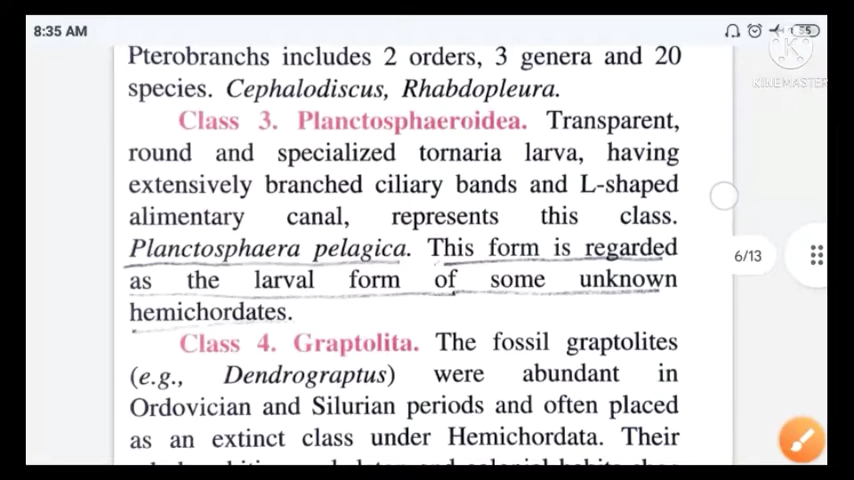 8:35 AM
55
KINEMASTER
Pterobranchs includes 2 orders, 3 genera and 20
species. Cephalodiscus, Rhabdopleura.
Class 3. Planctosphaeroidea. Transparent,
round and specialized tornaria larva, having
extensively branched ciliary bands and L-shaped
alimentary canal, represents this class.
Planctosphaera pelagica. This form is regarded
as the larval form of some unknown
hemichordates.
6/13
Class 4. Graptolita. The fossil graptolites
(e.g., Dendrograptus) were abundant in
Ordovician and Silurian periods and often placed
as an extinct class under Hemichordata. Their